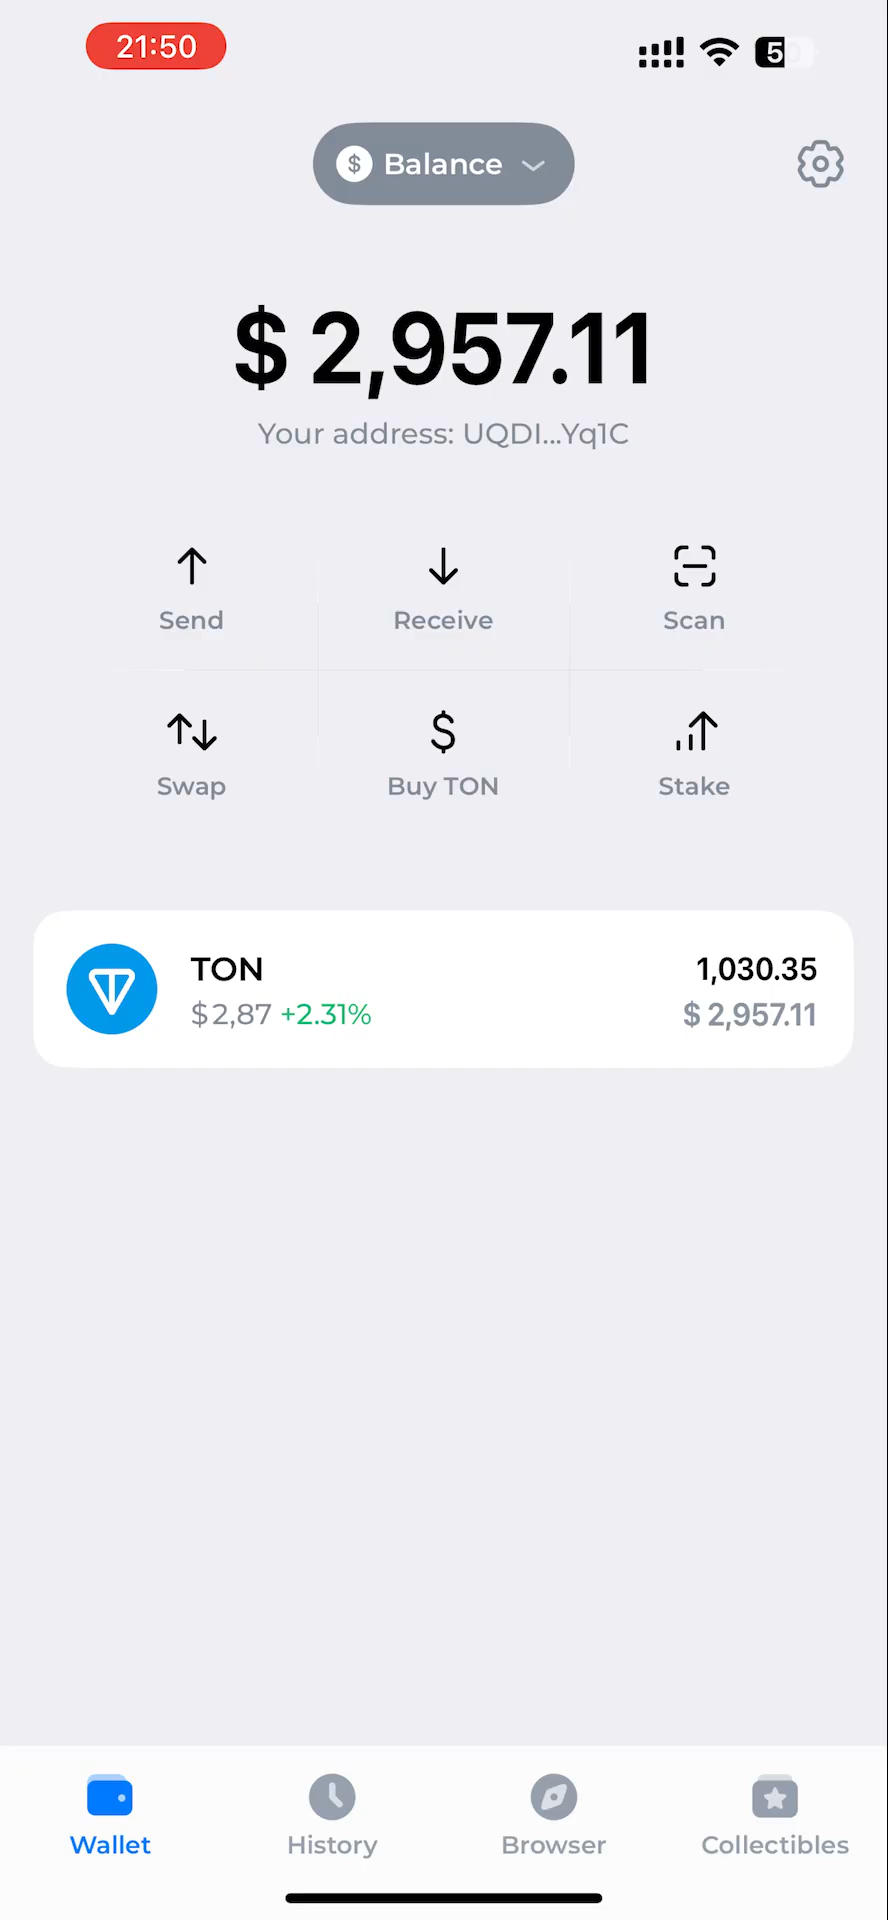 21:50
5
Balance
$ 2,957.11
Your address: UQDI...Yq1C
Send
Receive
Scan
Swap
Buy TON
Stake
TON
1,030.35
$2,87 +2.31%
$ 2,957.11
Wallet
History
Browser
Collectibles